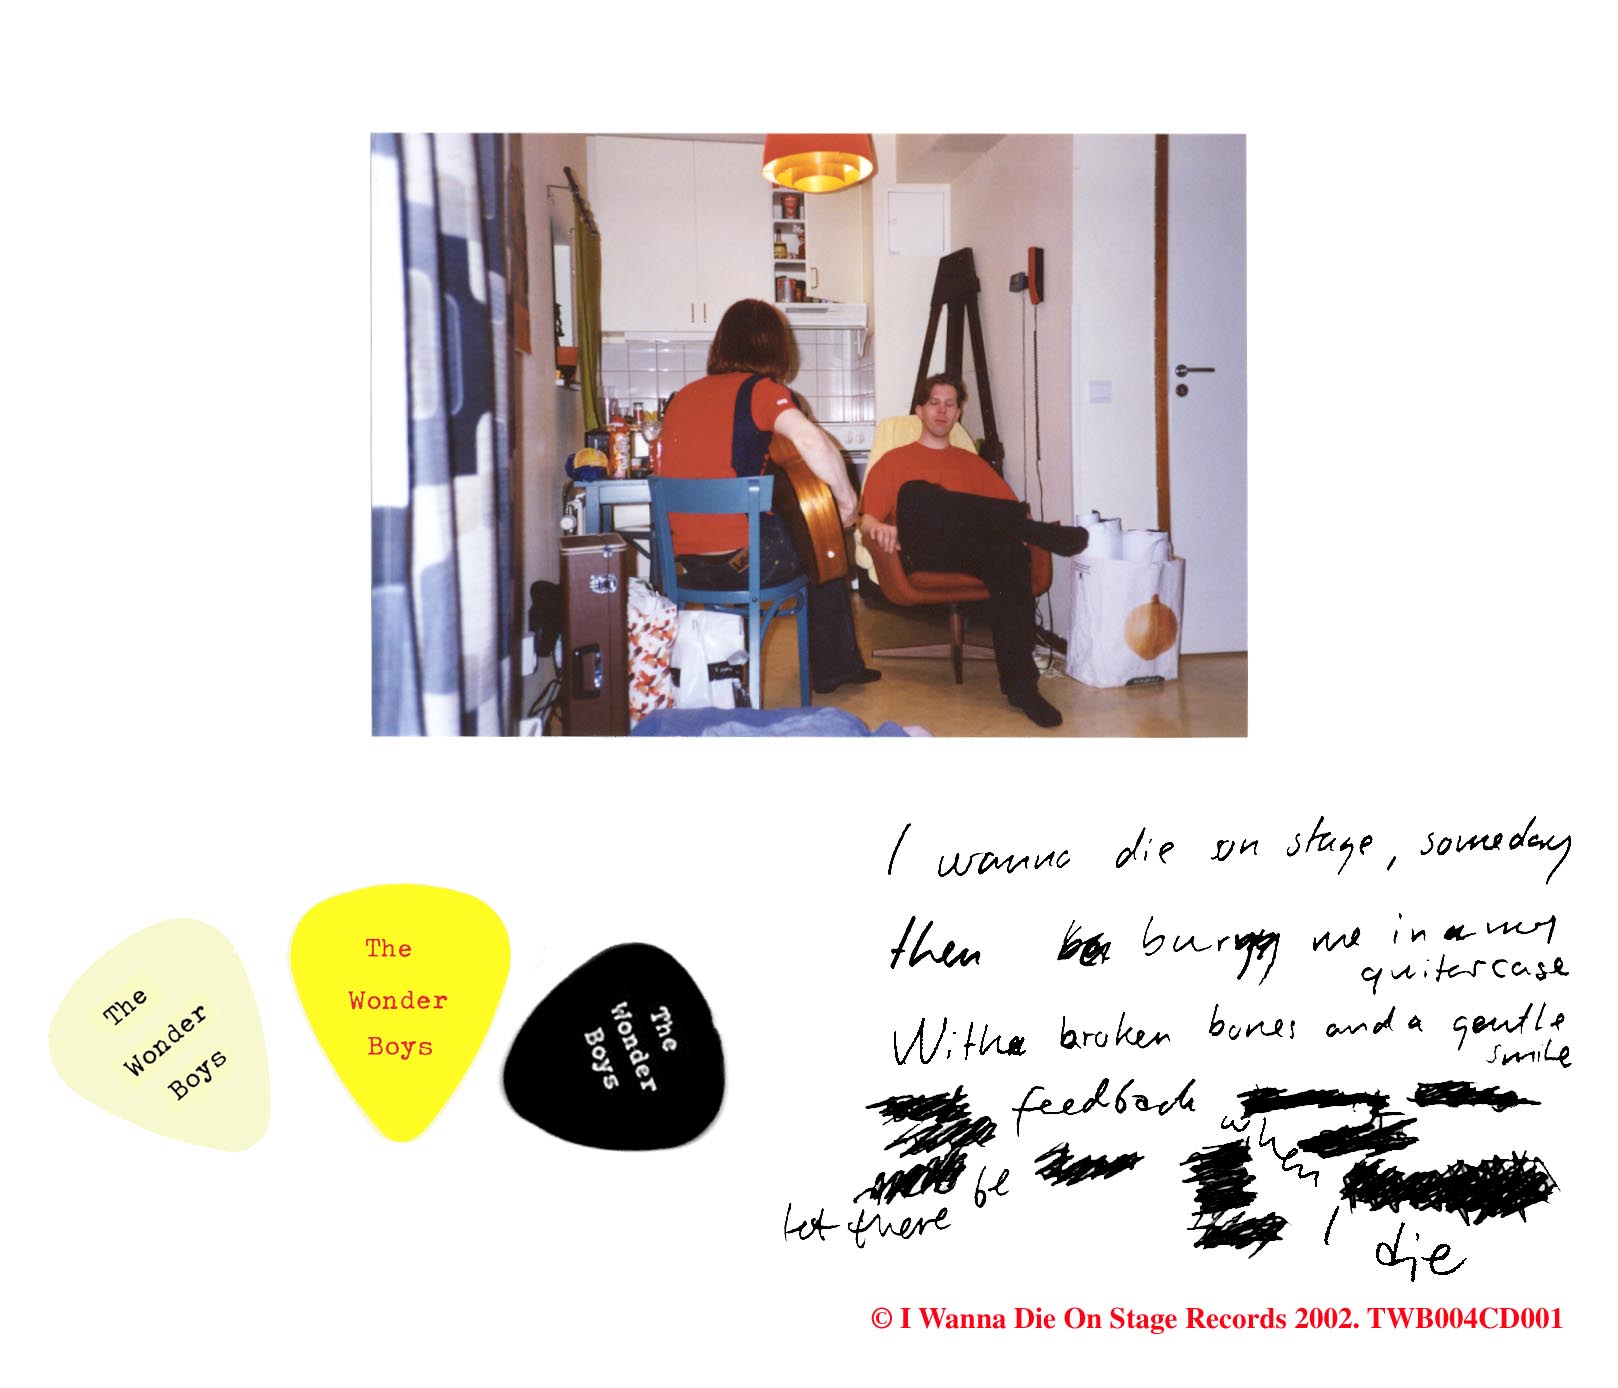 The
Wonder
Boys
The
Wonder
Boys
The
Wonder
Boys
I wanna die on stage, someday
then burn me in my
guitarcase
With broken bones and a gentle
smile
feedback
when
be
let there
I
die
© I Wanna Die On Stage Records 2002. TWB004CD001